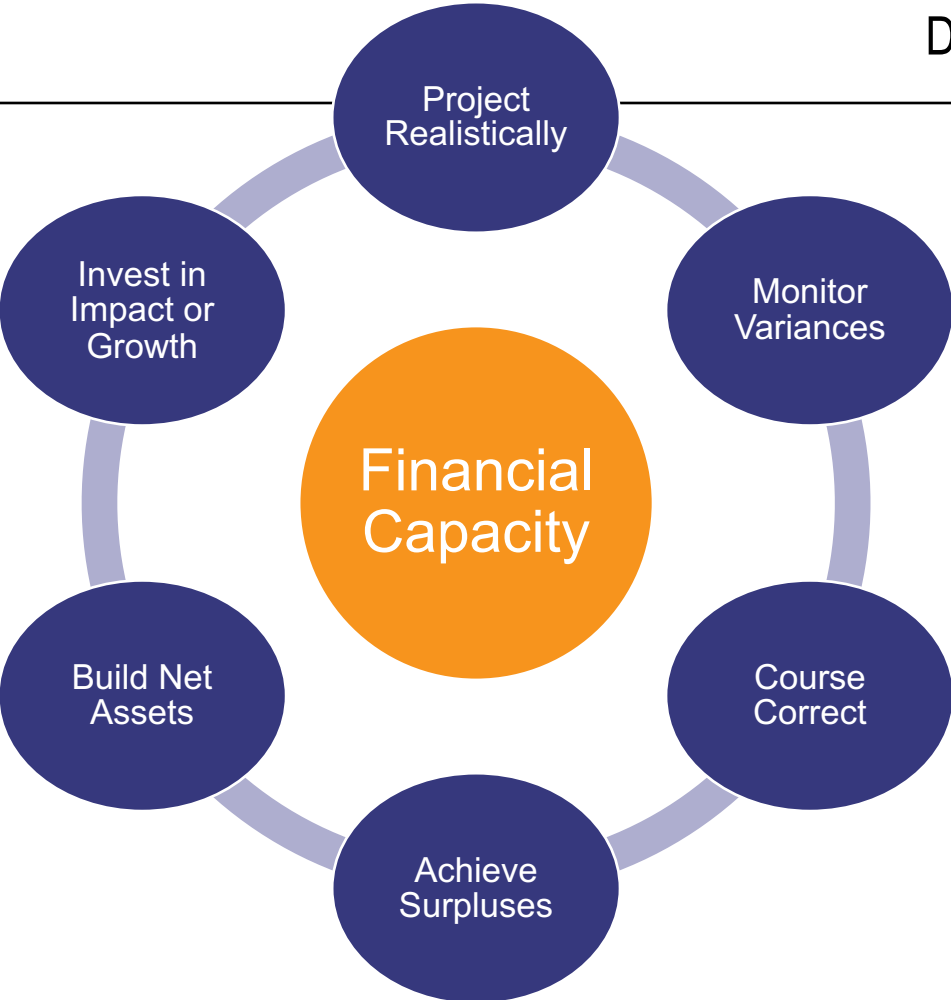 D
Project
Realistically
Monitor
Variances
Course
Correct
Achieve
Surpluses
Build Net
Assets
Invest in
Impact or
Growth
Financial
Capacity